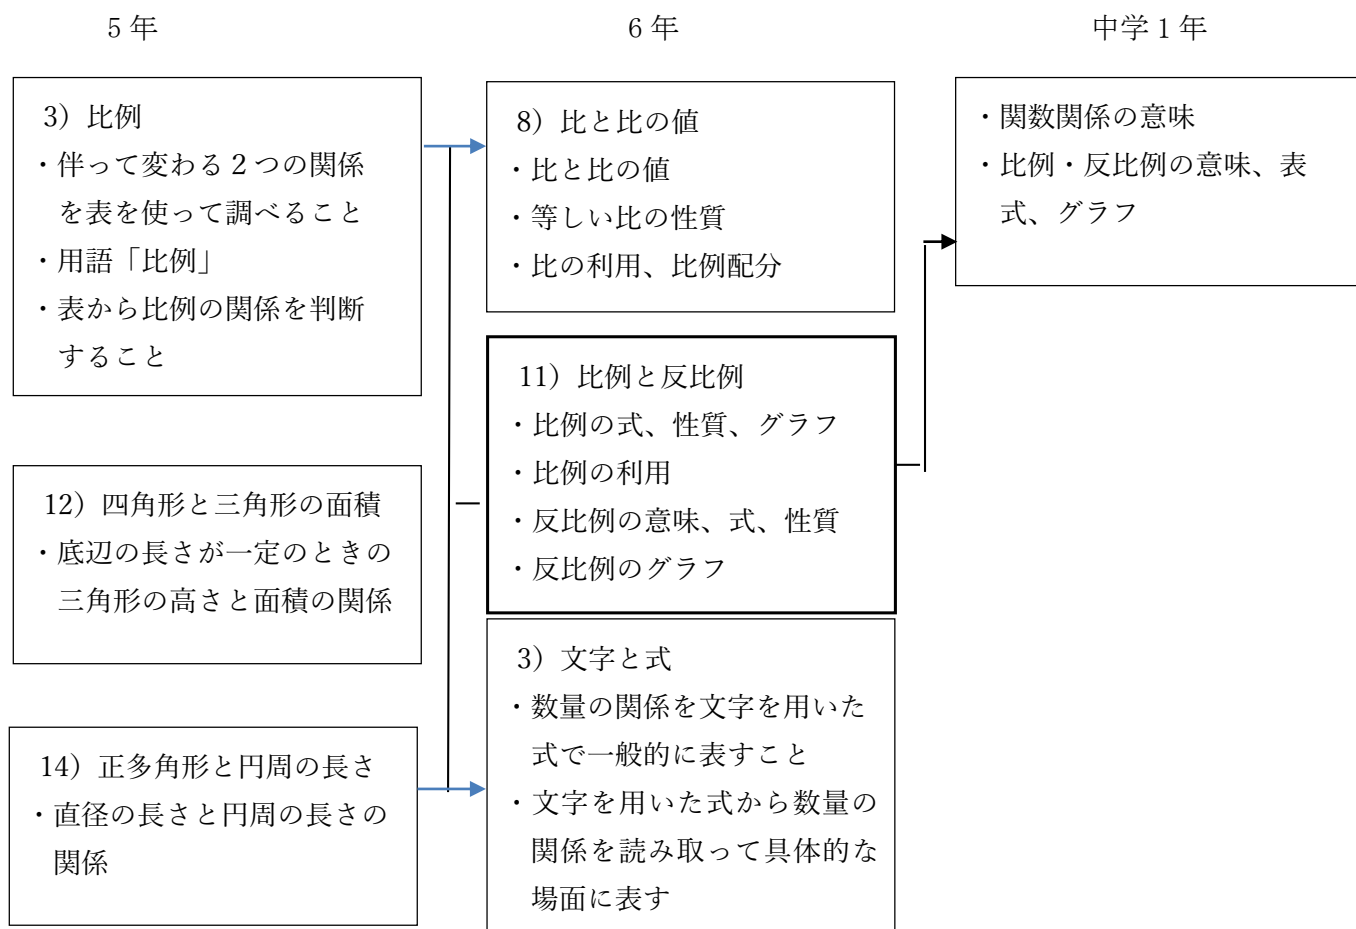 5年
6年
中学1年
3）比例
・伴って変わる2つの関係
を表を使って調べること
・用語「比例」
・表から比例の関係を判断
すること
12）四角形と三角形の面積
・底辺の長さが一定のときの
三角形の高さと面積の関係
14）正多角形と円周の長さ
・直径の長さと円周の長さの
関係
8）比と比の値
・比と比の値
・等しい比の性質
・比の利用、比例配分
11）比例と反比例
・比例の式、性質、グラフ
・比例の利用
・反比例の意味、式、性質
・反比例のグラフ
3）文字と式
・数量の関係を文字を用いた
式で一般的に表すこと
・文字を用いた式から数量の
関係を読み取って具体的な
場面に表す
・関数関係の意味
・比例・反比例の意味、表
式、グラフ